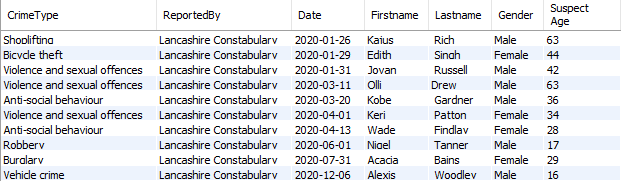 CrimeType ReportedBy Date Firstname Lastname Gender Suspect Age
Shoplifting Lancashire Constabulary 2020-01-26 Kaius Rich Male 63
Bicycle theft Lancashire Constabulary 2020-01-29 Edith Singh Female 44
Violence and sexual offences Lancashire Constabulary 2020-01-31 Jovan Russell Male 42
Violence and sexual offences Lancashire Constabulary 2020-03-11 Olli Drew Male 63
Anti-social behaviour Lancashire Constabulary 2020-03-20 Kobe Gardner Male 36
Violence and sexual offences Lancashire Constabulary 2020-04-01 Keri Patton Female 34
Anti-social behaviour Lancashire Constabulary 2020-04-13 Wade Findlay Female 28
Robbery Lancashire Constabulary 2020-06-01 Nigel Tanner Male 17
Burglary Lancashire Constabulary 2020-07-31 Acacia Bains Female 29
Vehicle crime Lancashire Constabulary 2020-12-06 Alexis Woodley Male 16